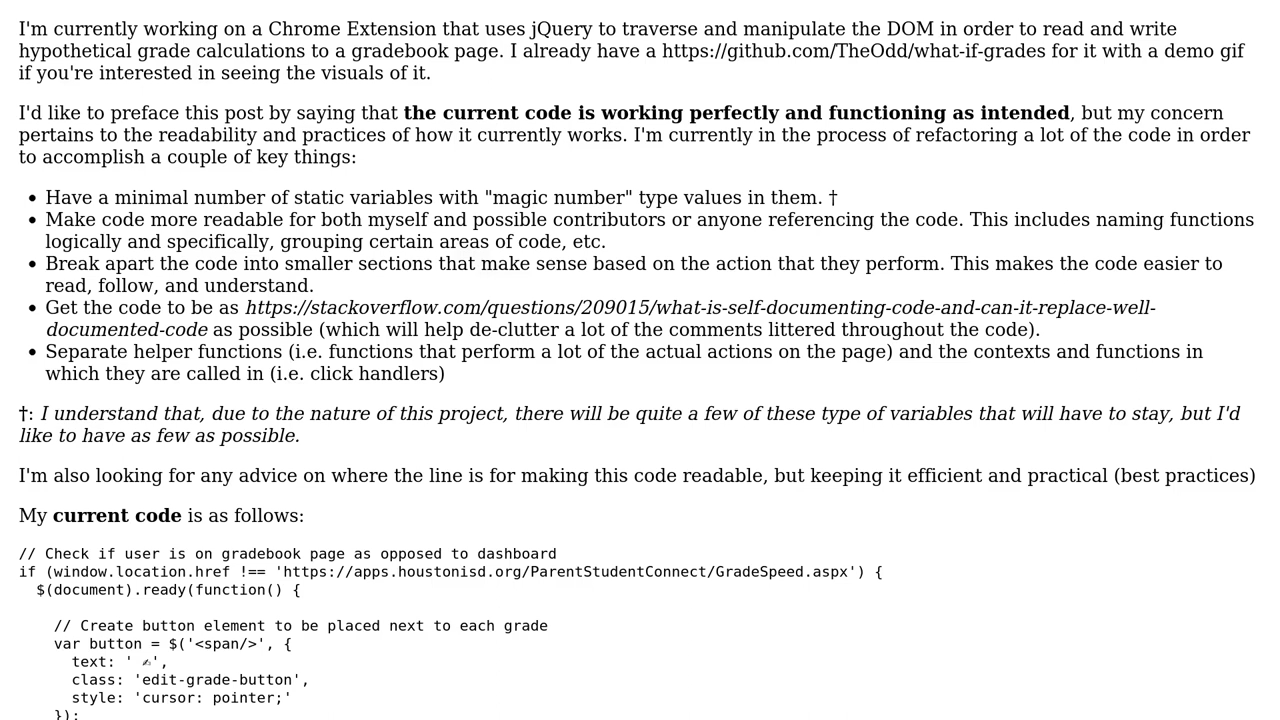 I'm currently working on a Chrome Extension that uses jQuery to traverse and manipulate the DOM in order to read and write
hypothetical grade calculations to a gradebook page. I already have a https://github.com/TheOdd/what-if-grades for it with a demo gif
if you're interested in seeing the visuals of it.
I'd like to preface this post by saying that the current code is working perfectly and functioning as intended, but my concern
pertains to the readability and practices of how it currently works. I'm currently in the process of refactoring a lot of the code in order
to accomplish a couple of key things:
• Have a minimal number of static variables with "magic number" type values in them. †
• Make code more readable for both myself and possible contributors or anyone referencing the code. This includes naming functions
logically and specifically, grouping certain areas of code, etc.
• Break apart the code into smaller sections that make sense based on the action that they perform. This makes the code easier to
read, follow, and understand.
• Get the code to be as https://stackoverflow.com/questions/209015/what-is-self-documenting-code-and-can-it-replace-well-
documented-code as possible (which will help de-clutter a lot of the comments littered throughout the code).
• Separate helper functions (i.e. functions that perform a lot of the actual actions on the page) and the contexts and functions in
which they are called in (i.e. click handlers)
†: I understand that, due to the nature of this project, there will be quite a few of these type of variables that will have to stay, but I'd
like to have as few as possible.
I'm also looking for any advice on where the line is for making this code readable, but keeping it efficient and practical (best practices)
My current code is as follows:
// Check if user is on gradebook page as opposed to dashboard
if (window.location.href !== 'https://apps.houstonisd.org/ParentStudentConnect/GradeSpeed.aspx') {
  $(document).ready(function() {
    // Create button element to be placed next to each grade
    var button = $('<span/>', {
      text: ' ✍',
      class: 'edit-grade-button',
      style: 'cursor: pointer;'
    });